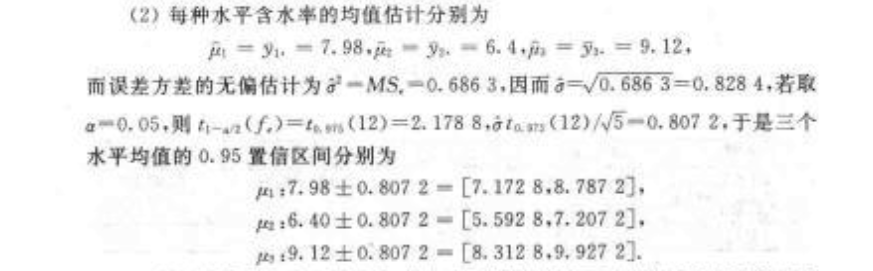 (2) 每种水平含水率的均值估计分别为
μ̂₁ = ȳ₁. = 7.98, μ̂₂ = ȳ₂. = 6.4, μ̂₃ = ȳ₃. = 9.12,
而误差方差的无偏估计为 σ̂² = MSₑ = 0.686 3,因而 σ̂ = √0.686 3 = 0.828 4,若取
α=0.05,则 t₁₋α/₂(fₑ) = t₀.₉₇₅(12) = 2.178 8, σ̂t₀.₉₇₅(12)/√5 = 0.807 2,于是三个
水平均值的 0.95 置信区间分别为
μ₁:7.98 ± 0.807 2 = [7.172 8,8.787 2],
μ₂:6.40 ± 0.807 2 = [5.592 8,7.207 2],
μ₃:9.12 ± 0.807 2 = [8.312 8,9.927 2].